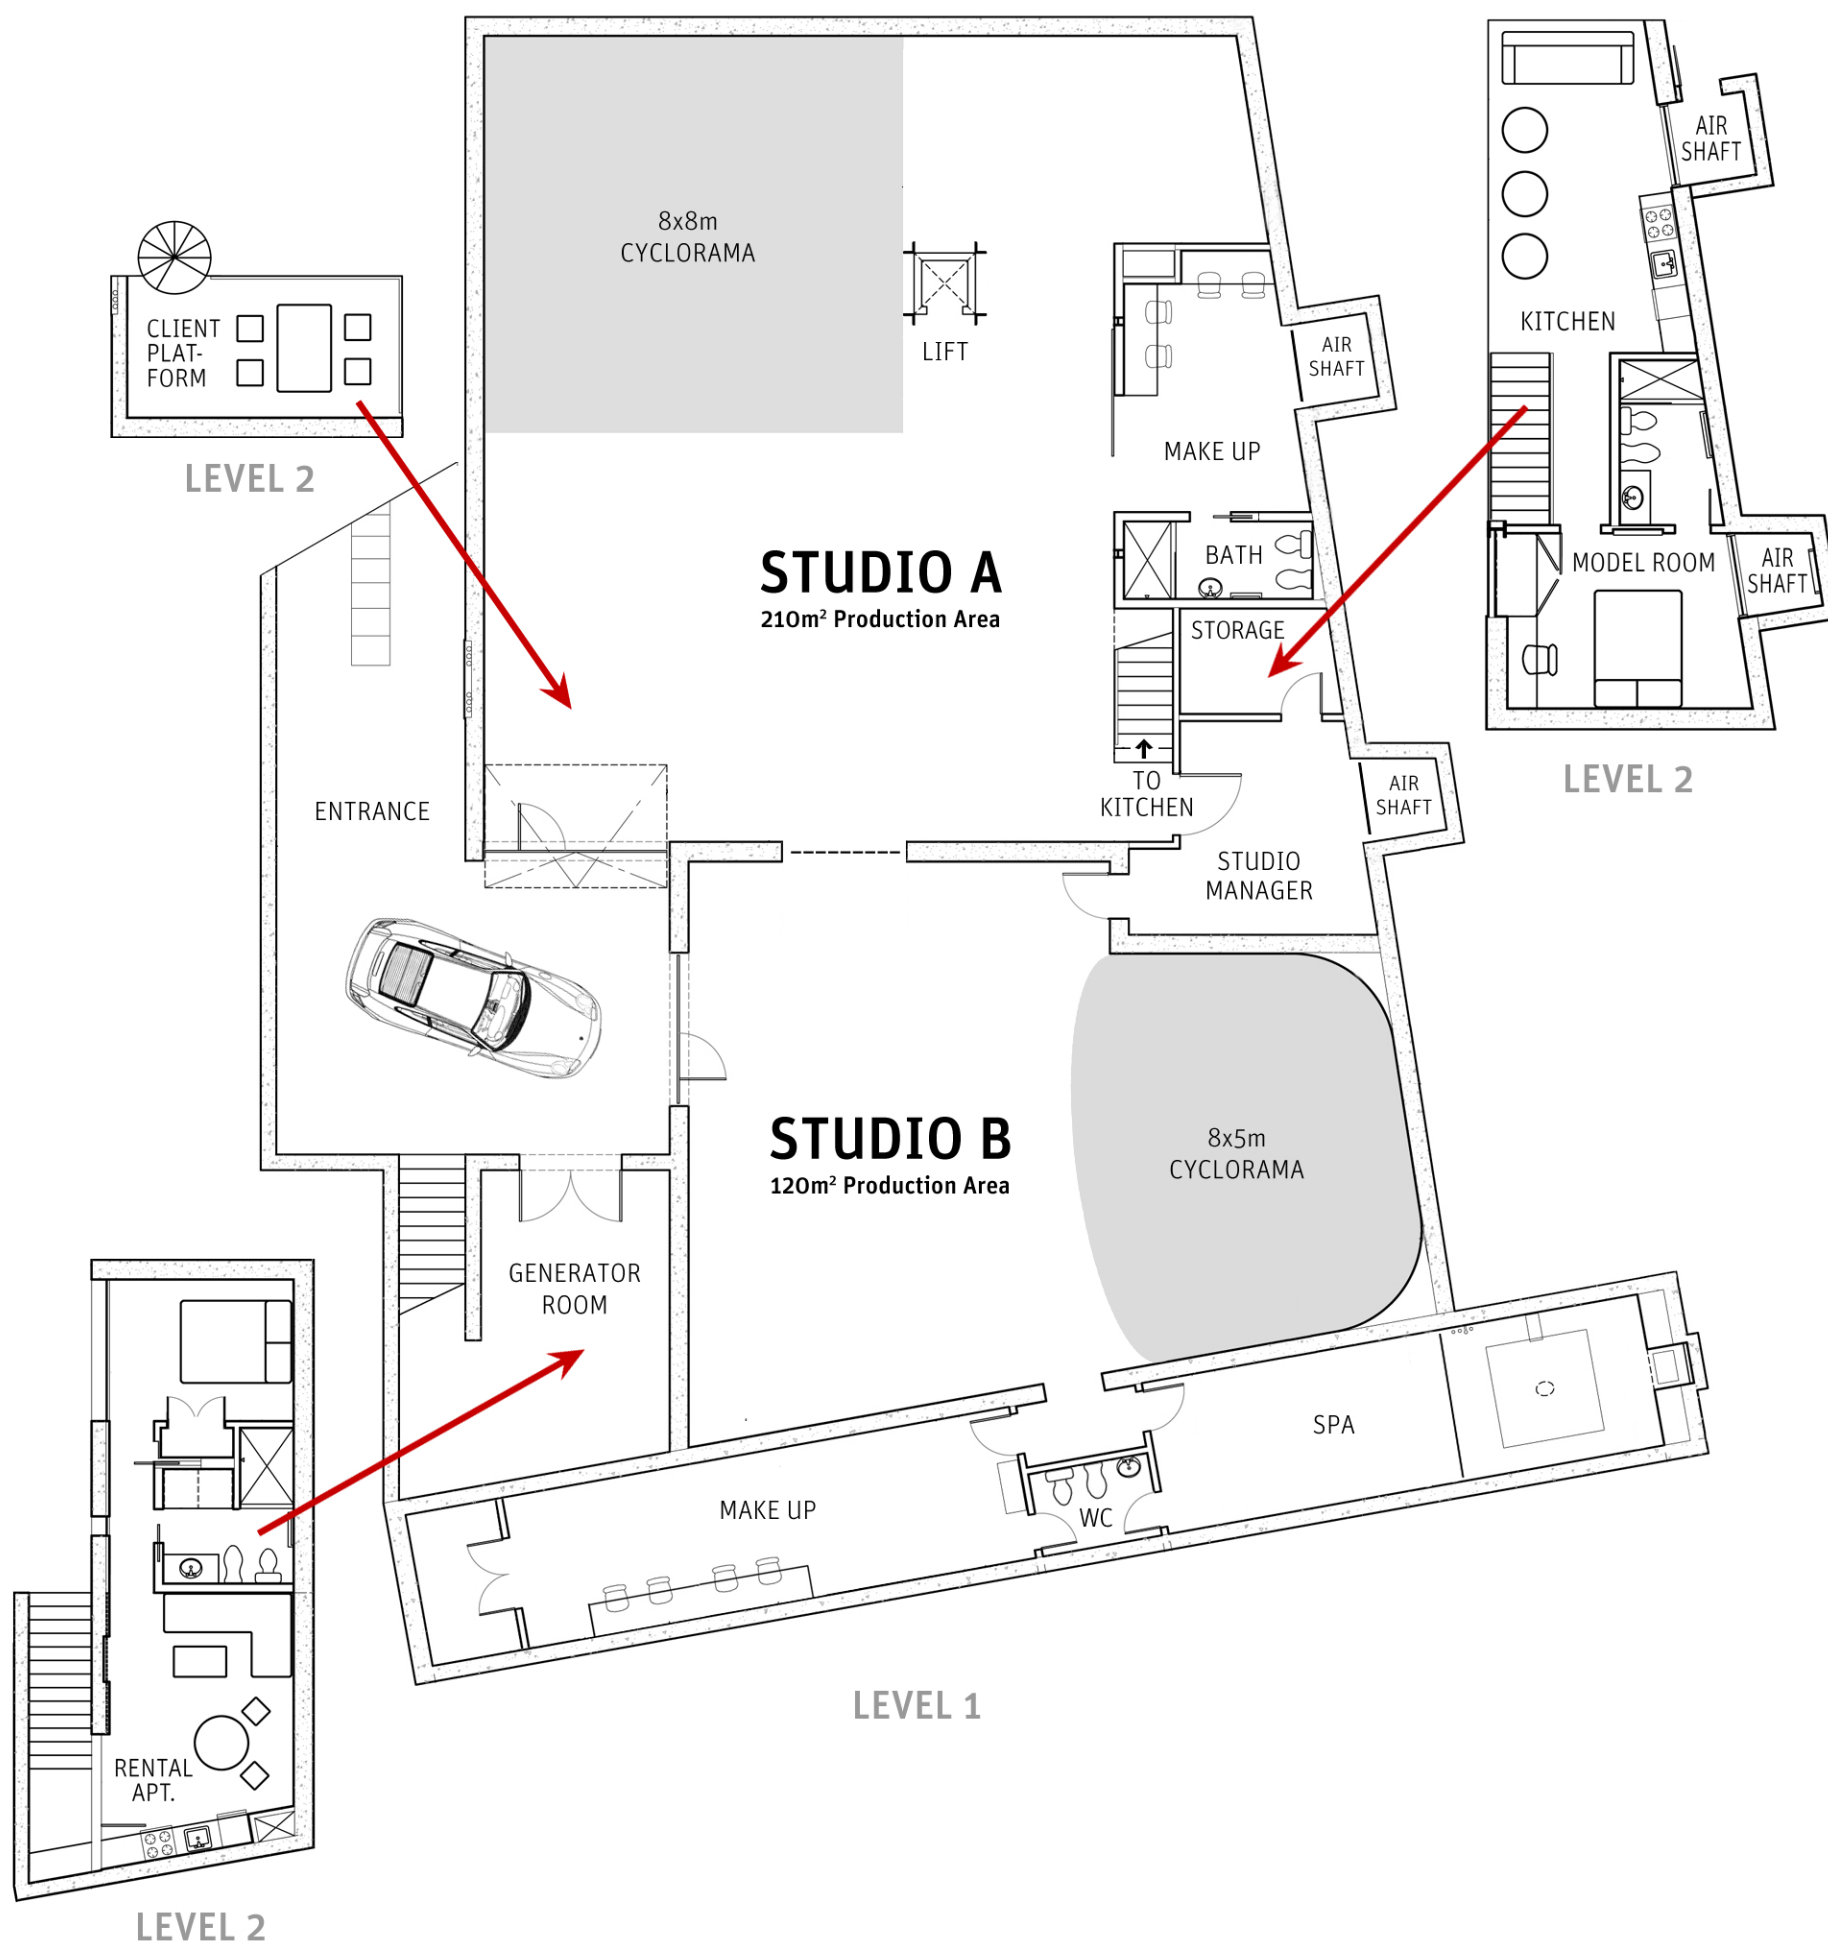 8x8m
CYCLORAMA
LIFT
AIR
SHAFT
KITCHEN
MODEL ROOM
AIR
SHAFT
LEVEL 2
CLIENT
PLAT-
FORM
LEVEL 2
AIR
SHAFT
MAKE UP
BATH
STUDIO A
210m² Production Area
STORAGE
TO
KITCHEN
AIR
SHAFT
ENTRANCE
STUDIO
MANAGER
STUDIO B
120m² Production Area
8x5m
CYCLORAMA
GENERATOR
ROOM
SPA
MAKE UP
WC
LEVEL 1
RENTAL
APT.
LEVEL 2